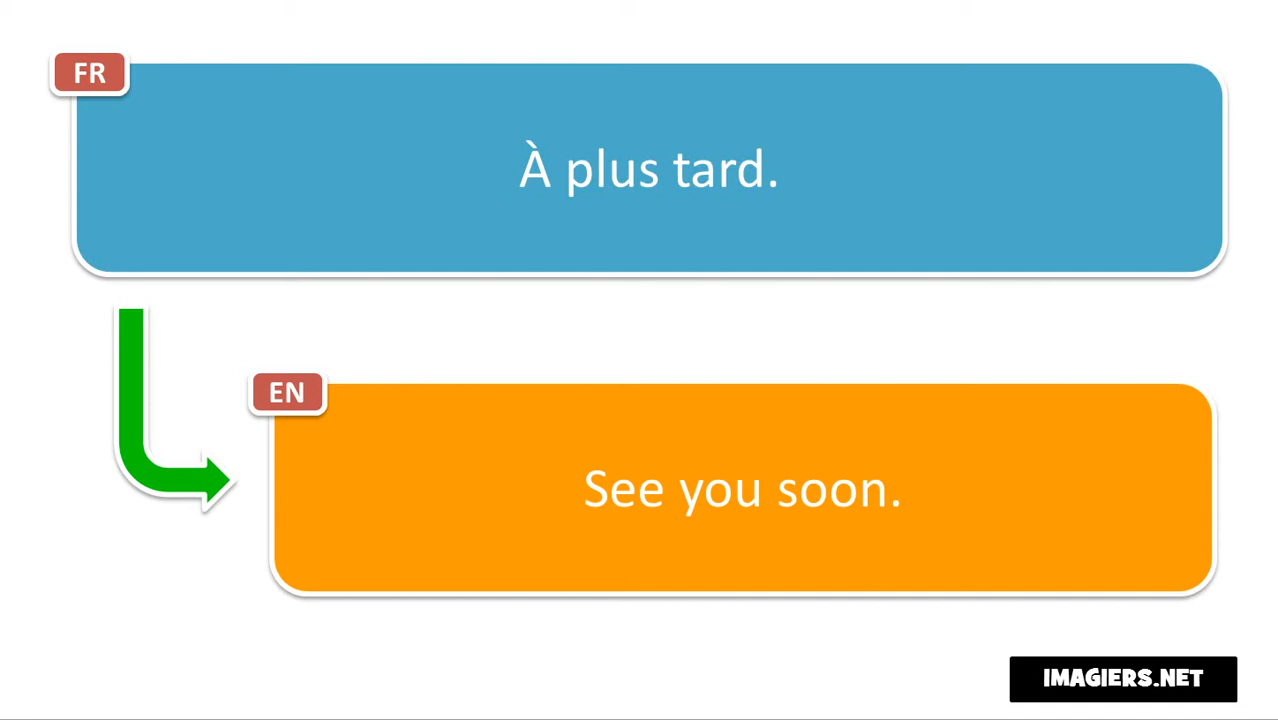 FR
À plus tard.
EN
See you soon.
IMAGIERS.NET